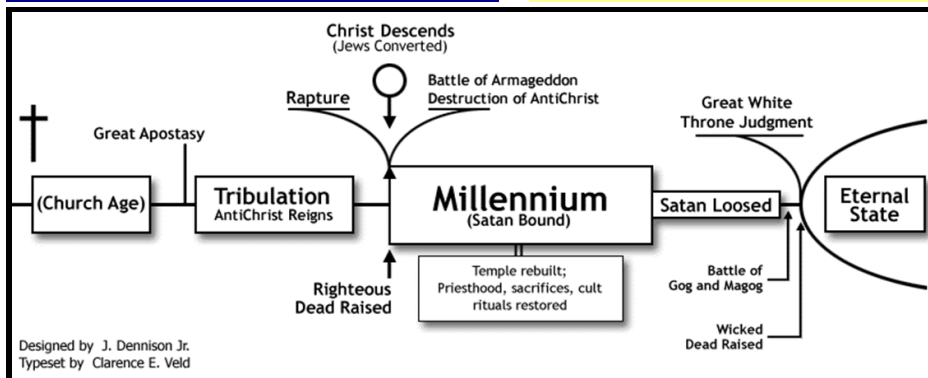 Christ Descends
(Jews Converted)
Rapture
Battle of Armageddon
Destruction of AntiChrist
Great White
Throne Judgment
Great Apostasy
(Church Age)
Tribulation
AntiChrist Reigns
Millennium
(Satan Bound)
Satan Loosed
Eternal
State
Temple rebuilt;
Priesthood, sacrifices, cult
rituals restored
Righteous
Dead Raised
Battle of
Gog and Magog
Wicked
Dead Raised
Designed by J. Dennison Jr.
Typeset by Clarence E. Veld